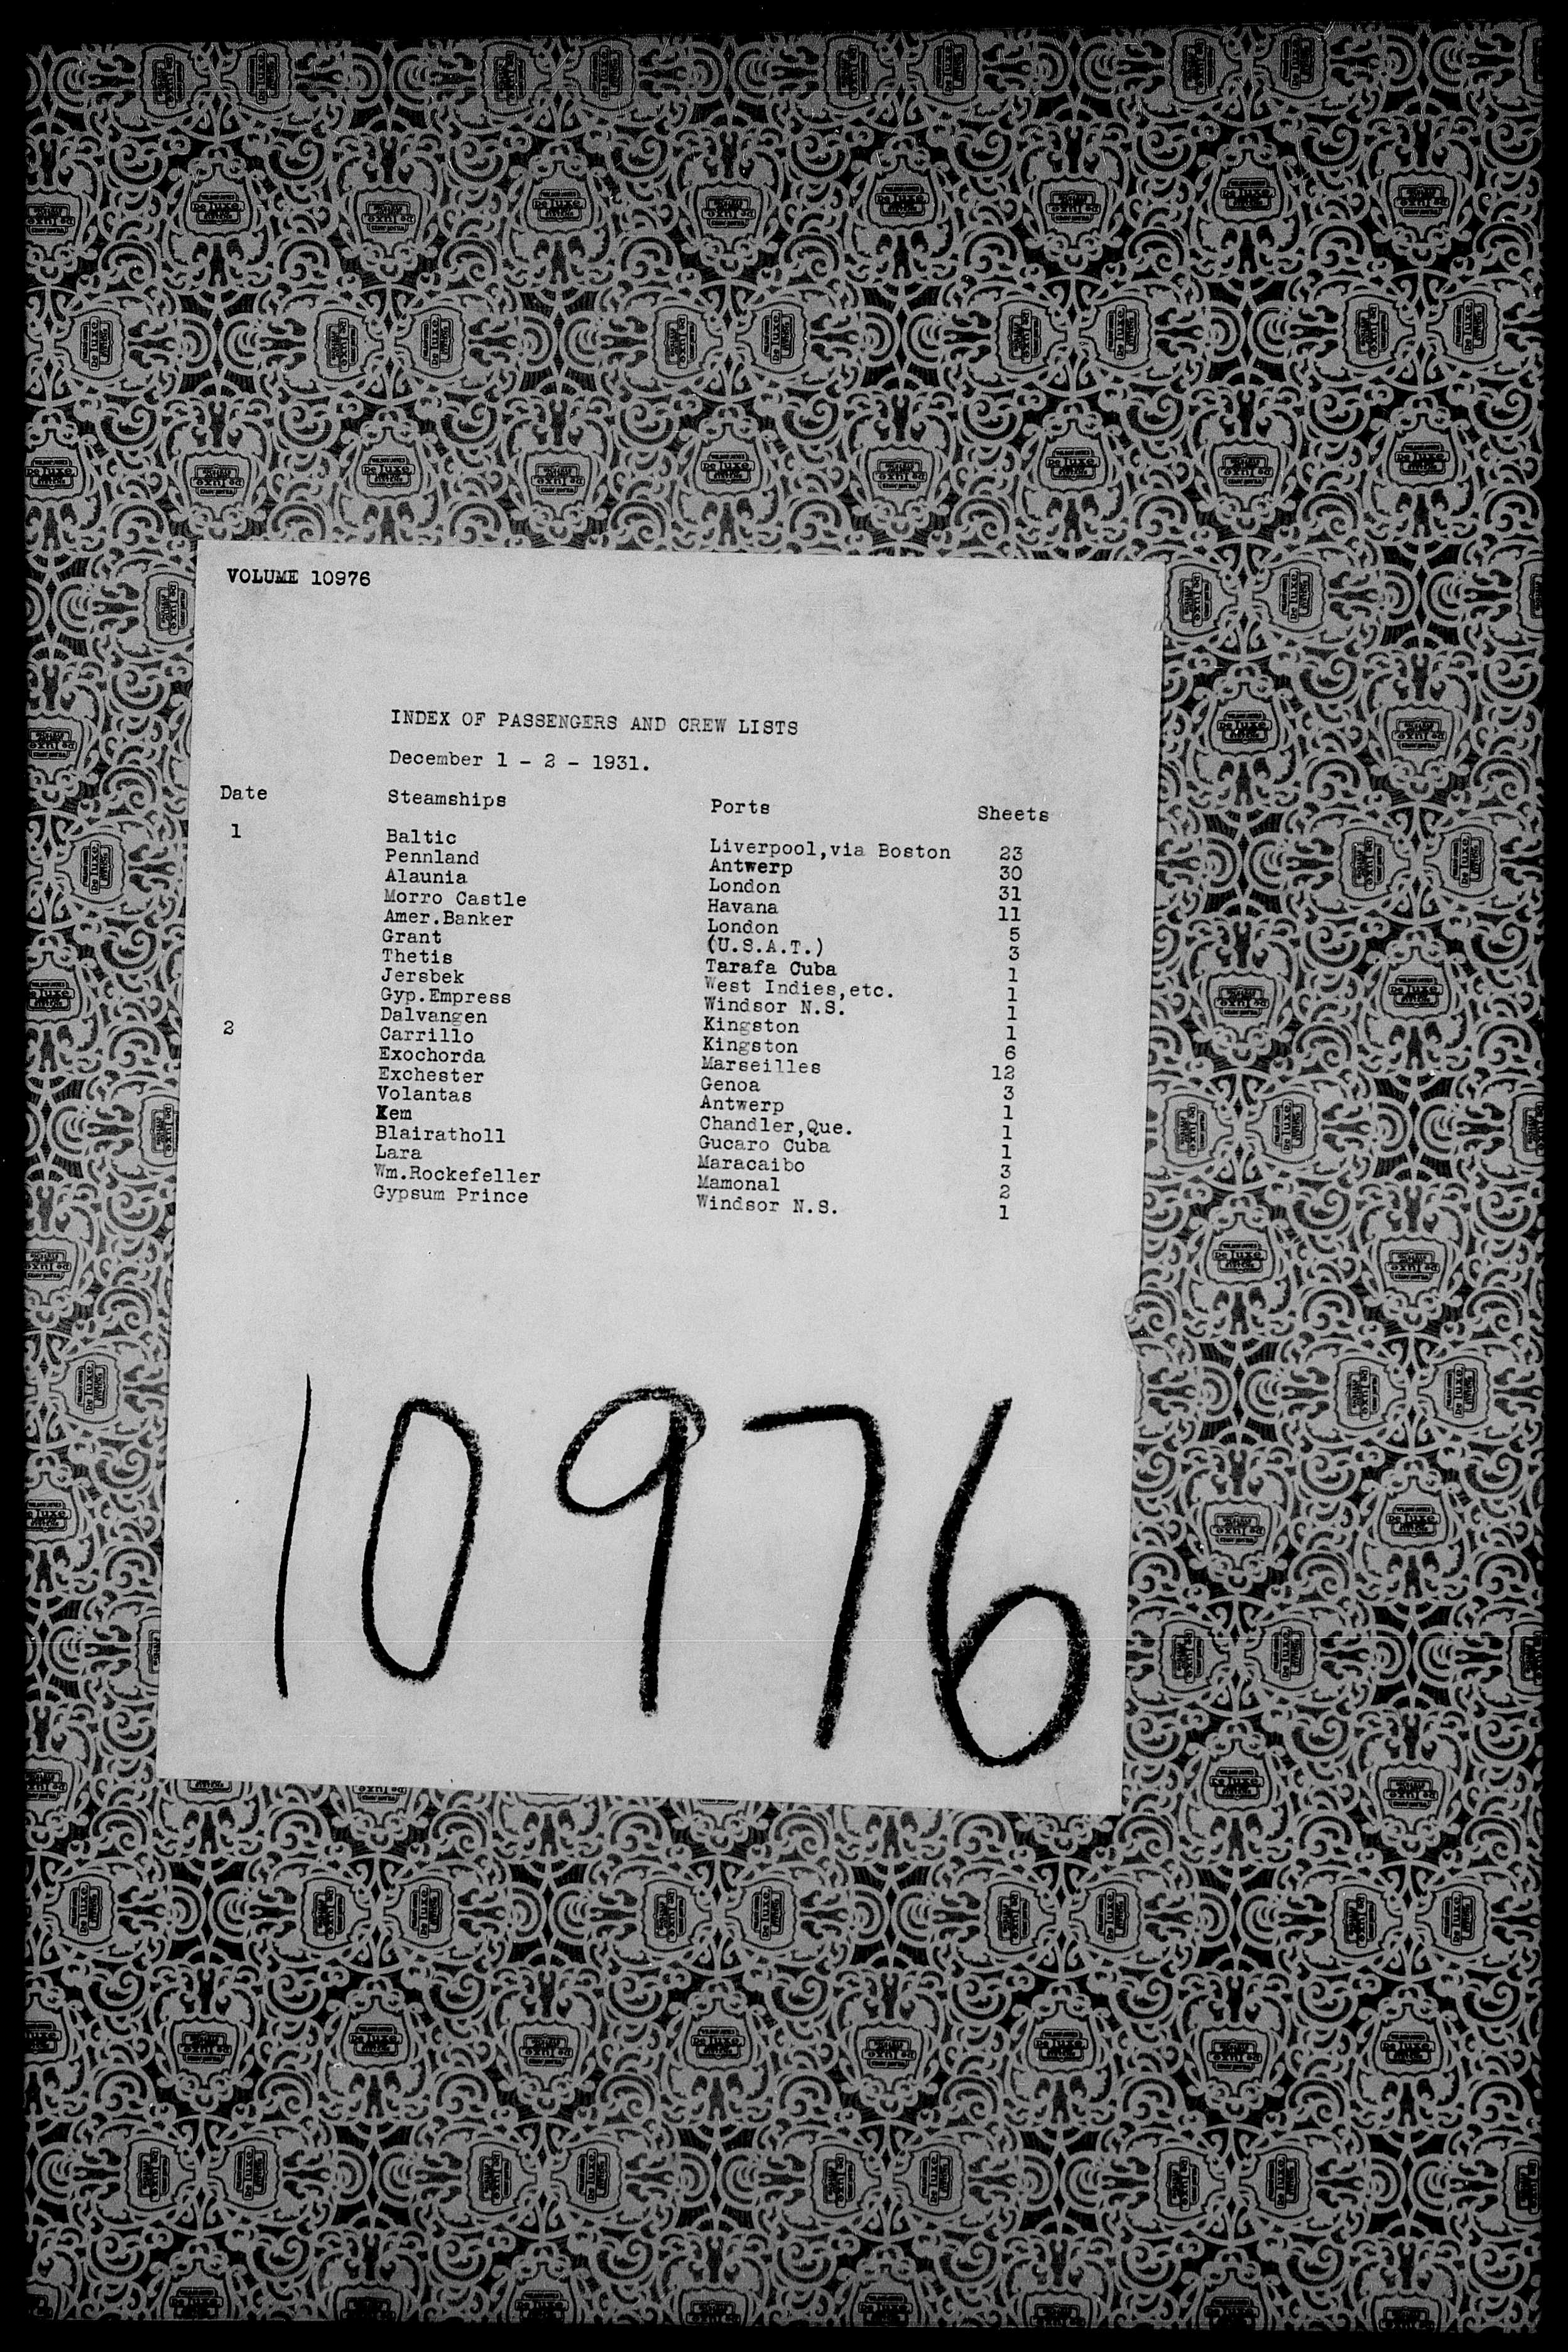 VOLUME 10976
INDEX OF PASSENGERS AND CREW LISTS
December 1 - 2 - 1931.
Date Steamships Ports Sheets
1 Baltic Liverpool,via Boston 23
Pennland Antwerp 30
Alaunia London 31
Morro Castle Havana 11
Amer.Banker London 5
Grant (U.S.A.T.) 3
Thetis Tarafa Cuba 1
Jersbek West Indies,etc. 1
Gyp.Empress Windsor N.S. 1
Dalvangen Kingston 1
2 Carrillo Kingston 6
Exochorda Marseilles 12
Exchester Genoa 3
Volantas Antwerp 1
Kem Chandler,Que. 1
Blairatholl Gucaro Cuba 1
Lara Maracaibo 3
Wm.Rockefeller Mamonal 2
Gypsum Prince Windsor N.S. 1
10976